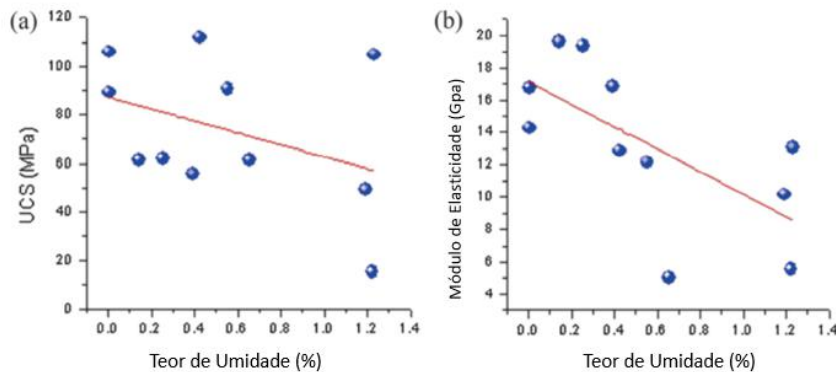 (a)
UCS (MPa)
120
100
80
60
40
20
0
0.0 0.2 0.4 0.6 0.8 1.0 1.2 1.4
Teor de Umidade (%)
(b)
Módulo de Elasticidade (Gpa)
20
18
16
14
12
10
8
6
4
0.0 0.2 0.4 0.6 0.8 1.0 1.2 1.4
Teor de Umidade (%)